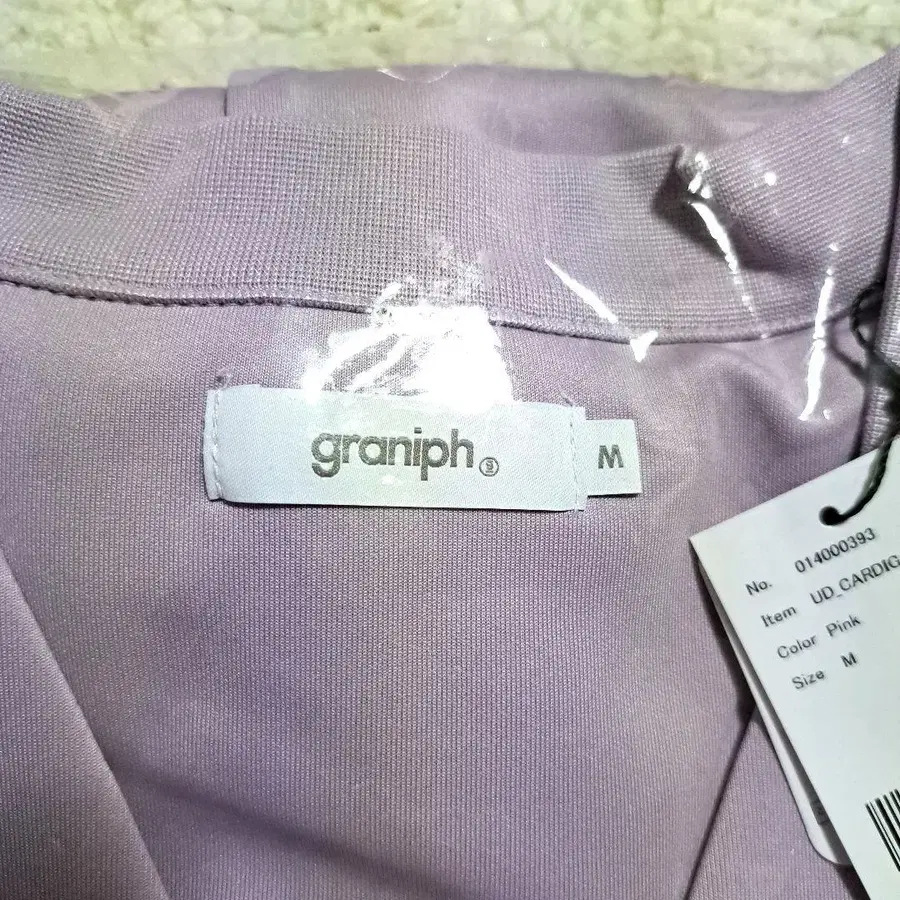 graniph
M
No. 014000393
Item UD_CARDIG
Color Pink
Size M